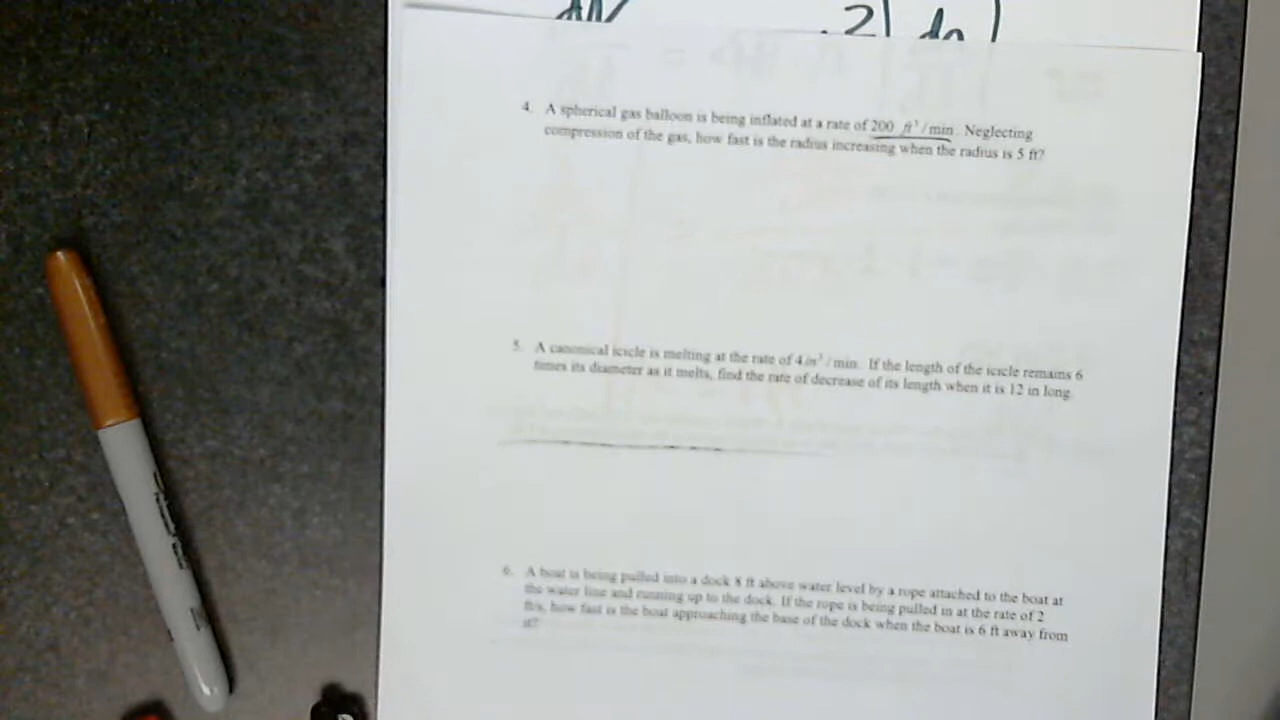 .2) do )
4. A spherical gas balloon is being inflated at a rate of 200 ft³/min. Neglecting
compression of the gas, how fast is the radius increasing when the radius is 5 ft?
5. A canonical icicle is melting at the rate of 4 in³/min. If the length of the icicle remains 6
times its diameter as it melts, find the rate of decrease of its length when it is 12 in long.
6. A boat is being pulled into a dock 8 ft above water level by a rope attached to the boat at
the water line and running up to the dock. If the rope is being pulled in at the rate of 2
ft/s, how fast is the boat approaching the base of the dock when the boat is 6 ft away from
it?